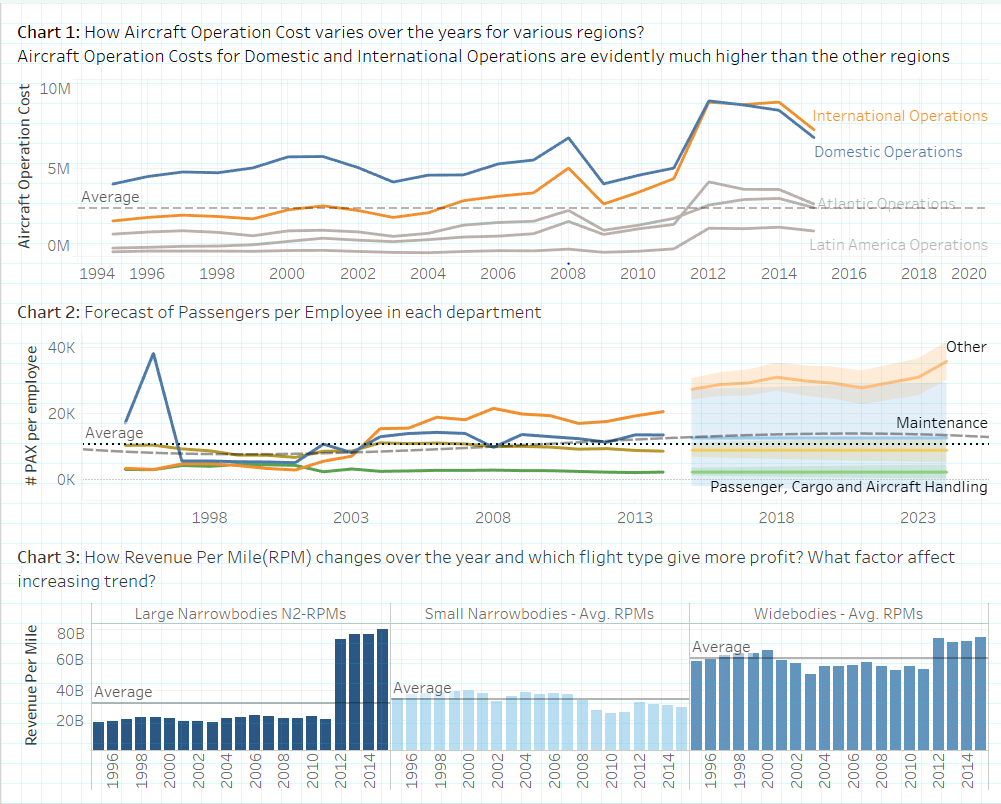 Chart 1: How Aircraft Operation Cost varies over the years for various regions?
Aircraft Operation Costs for Domestic and International Operations are evidently much higher than the other regions
Aircraft Operation Cost
10M
5M
0M
Average
International Operations
Domestic Operations
Atlantic Operations
Latin America Operations
1994 1996 1998 2000 2002 2004 2006 2008 2010 2012 2014 2016 2018 2020
Chart 2: Forecast of Passengers per Employee in each department
# PAX per employee
40K
20K
0K
Average
Other
Maintenance
Passenger, Cargo and Aircraft Handling
1998 2003 2008 2013 2018 2023
Chart 3: How Revenue Per Mile(RPM) changes over the year and which flight type give more profit? What factor affect
increasing trend?
Large Narrowbodies N2-RPMs Small Narrowbodies - Avg. RPMs Widebodies - Avg. RPMs
Revenue Per Mile
80B
60B
40B
20B
Average
Average
Average
1996 1998 2000 2002 2004 2006 2008 2010 2012 2014 1996 1998 2000 2002 2004 2006 2008 2010 2012 2014 1996 1998 2000 2002 2004 2006 2008 2010 2012 2014